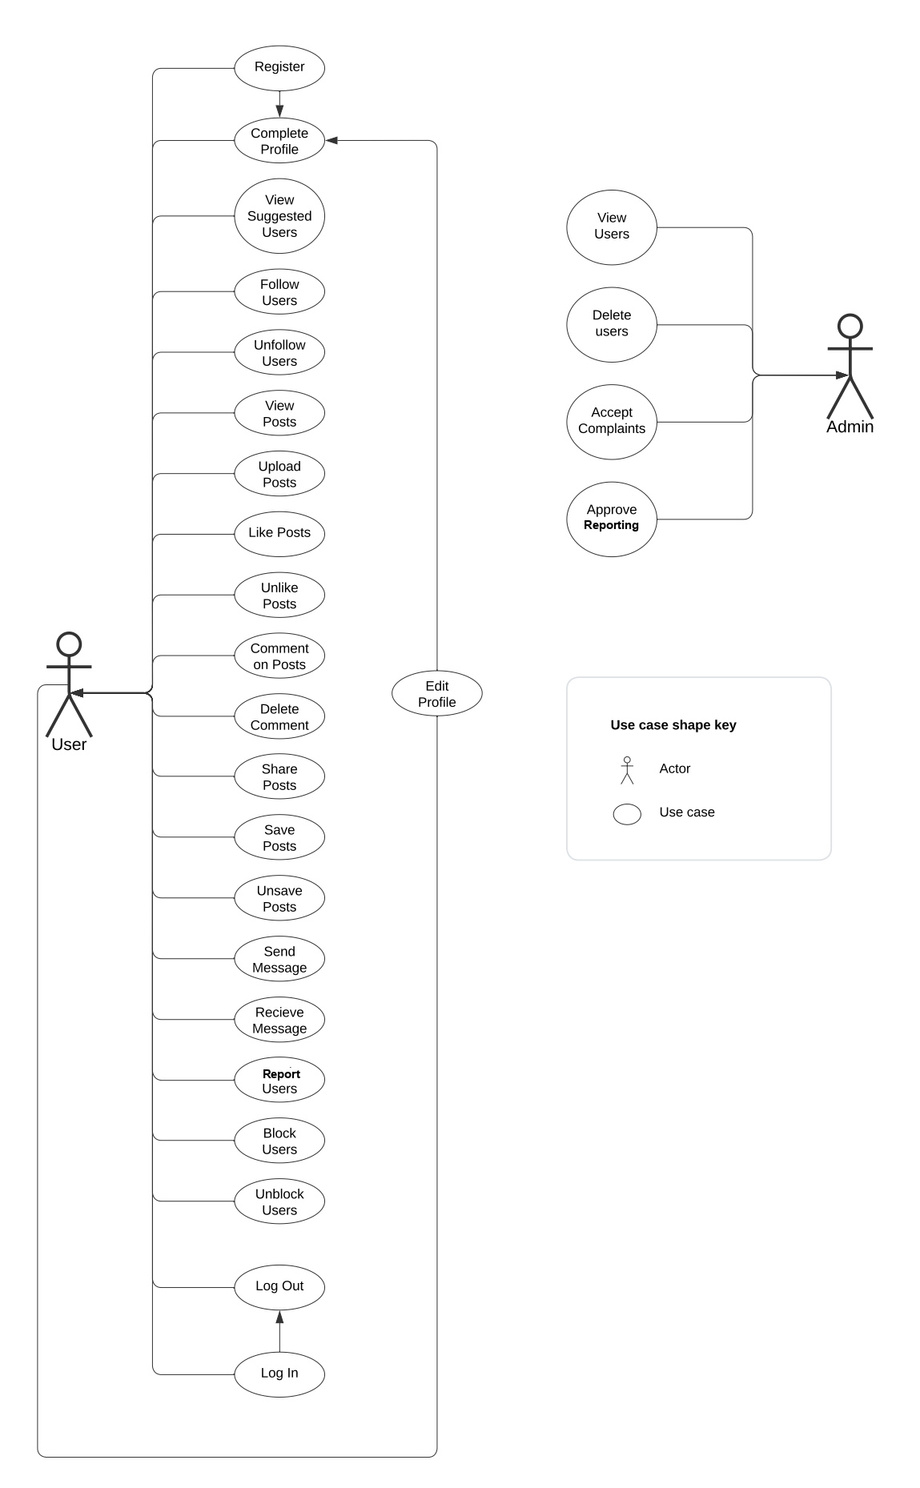 Register
Complete
Profile
View
Suggested
Users
Follow
Users
Unfollow
Users
View
Posts
Upload
Posts
Like Posts
Unlike
Posts
Comment
on Posts
Delete
Comment
Share
Posts
Save
Posts
Unsave
Posts
Send
Message
Recieve
Message
Report
Users
Block
Users
Unblock
Users
Log Out
Log In
User
Edit
Profile
View
Users
Delete
users
Accept
Complaints
Approve
Reporting
Admin
Use case shape key
Actor
Use case